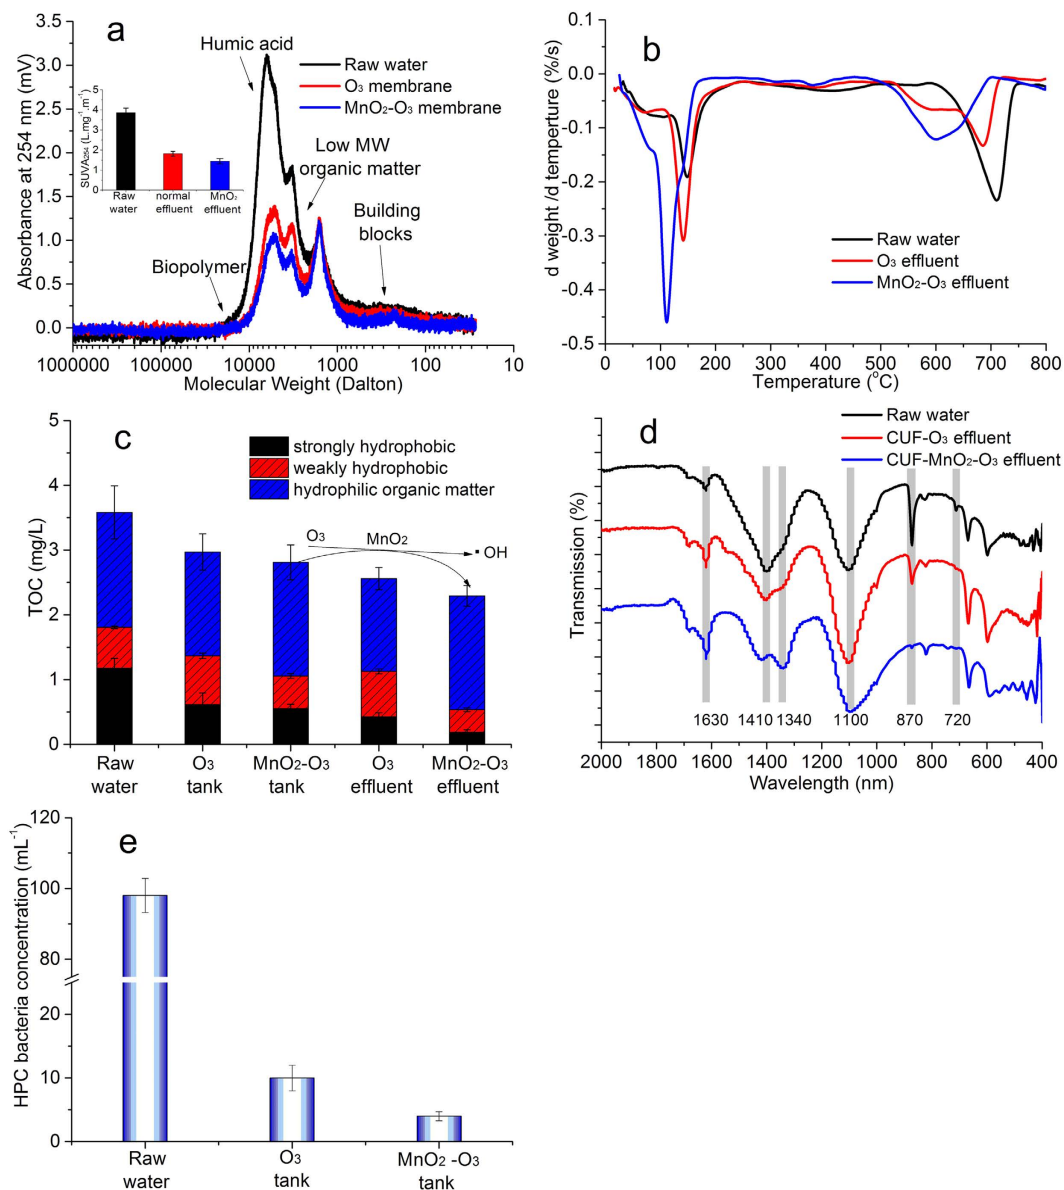 a
3.5
3.0
2.5
2.0
1.5
1.0
0.5
0.0
Absorbance at 254 nm (mV)
1000000 100000 10000 1000 100 10
Molecular Weight (Dalton)
Humic acid
Raw water
O3 membrane
MnO2-O3 membrane
Low MW
organic matter
Building
blocks
Biopolymer
SUVA254 (L.mg-1.m-1)
5
4
3
2
1
0
Raw normal MnO2
water effluent effluent
b
0.1
0.0
-0.1
-0.2
-0.3
-0.4
-0.5
d weight /d temperture (%/s)
Raw water
O3 effluent
MnO2-O3 effluent
0 100 200 300 400 500 600 700 800
Temperature (oC)
c
5
4
3
2
1
0
TOC (mg/L)
strongly hydrophobic
weakly hydrophobic
hydrophilic organic matter
O3 MnO2 • OH
Raw O3 MnO2-O3 O3 MnO2-O3
water tank tank effluent effluent
d
Raw water
CUF-O3 effluent
CUF-MnO2-O3 effluent
Transmission (%)
1630 1410 1340 1100 870 720
2000 1800 1600 1400 1200 1000 800 600 400
Wavelength (nm)
e
120
100
80
20
10
0
HPC bacteria concentration (mL-1)
Raw O3 MnO2 -O3
water tank tank